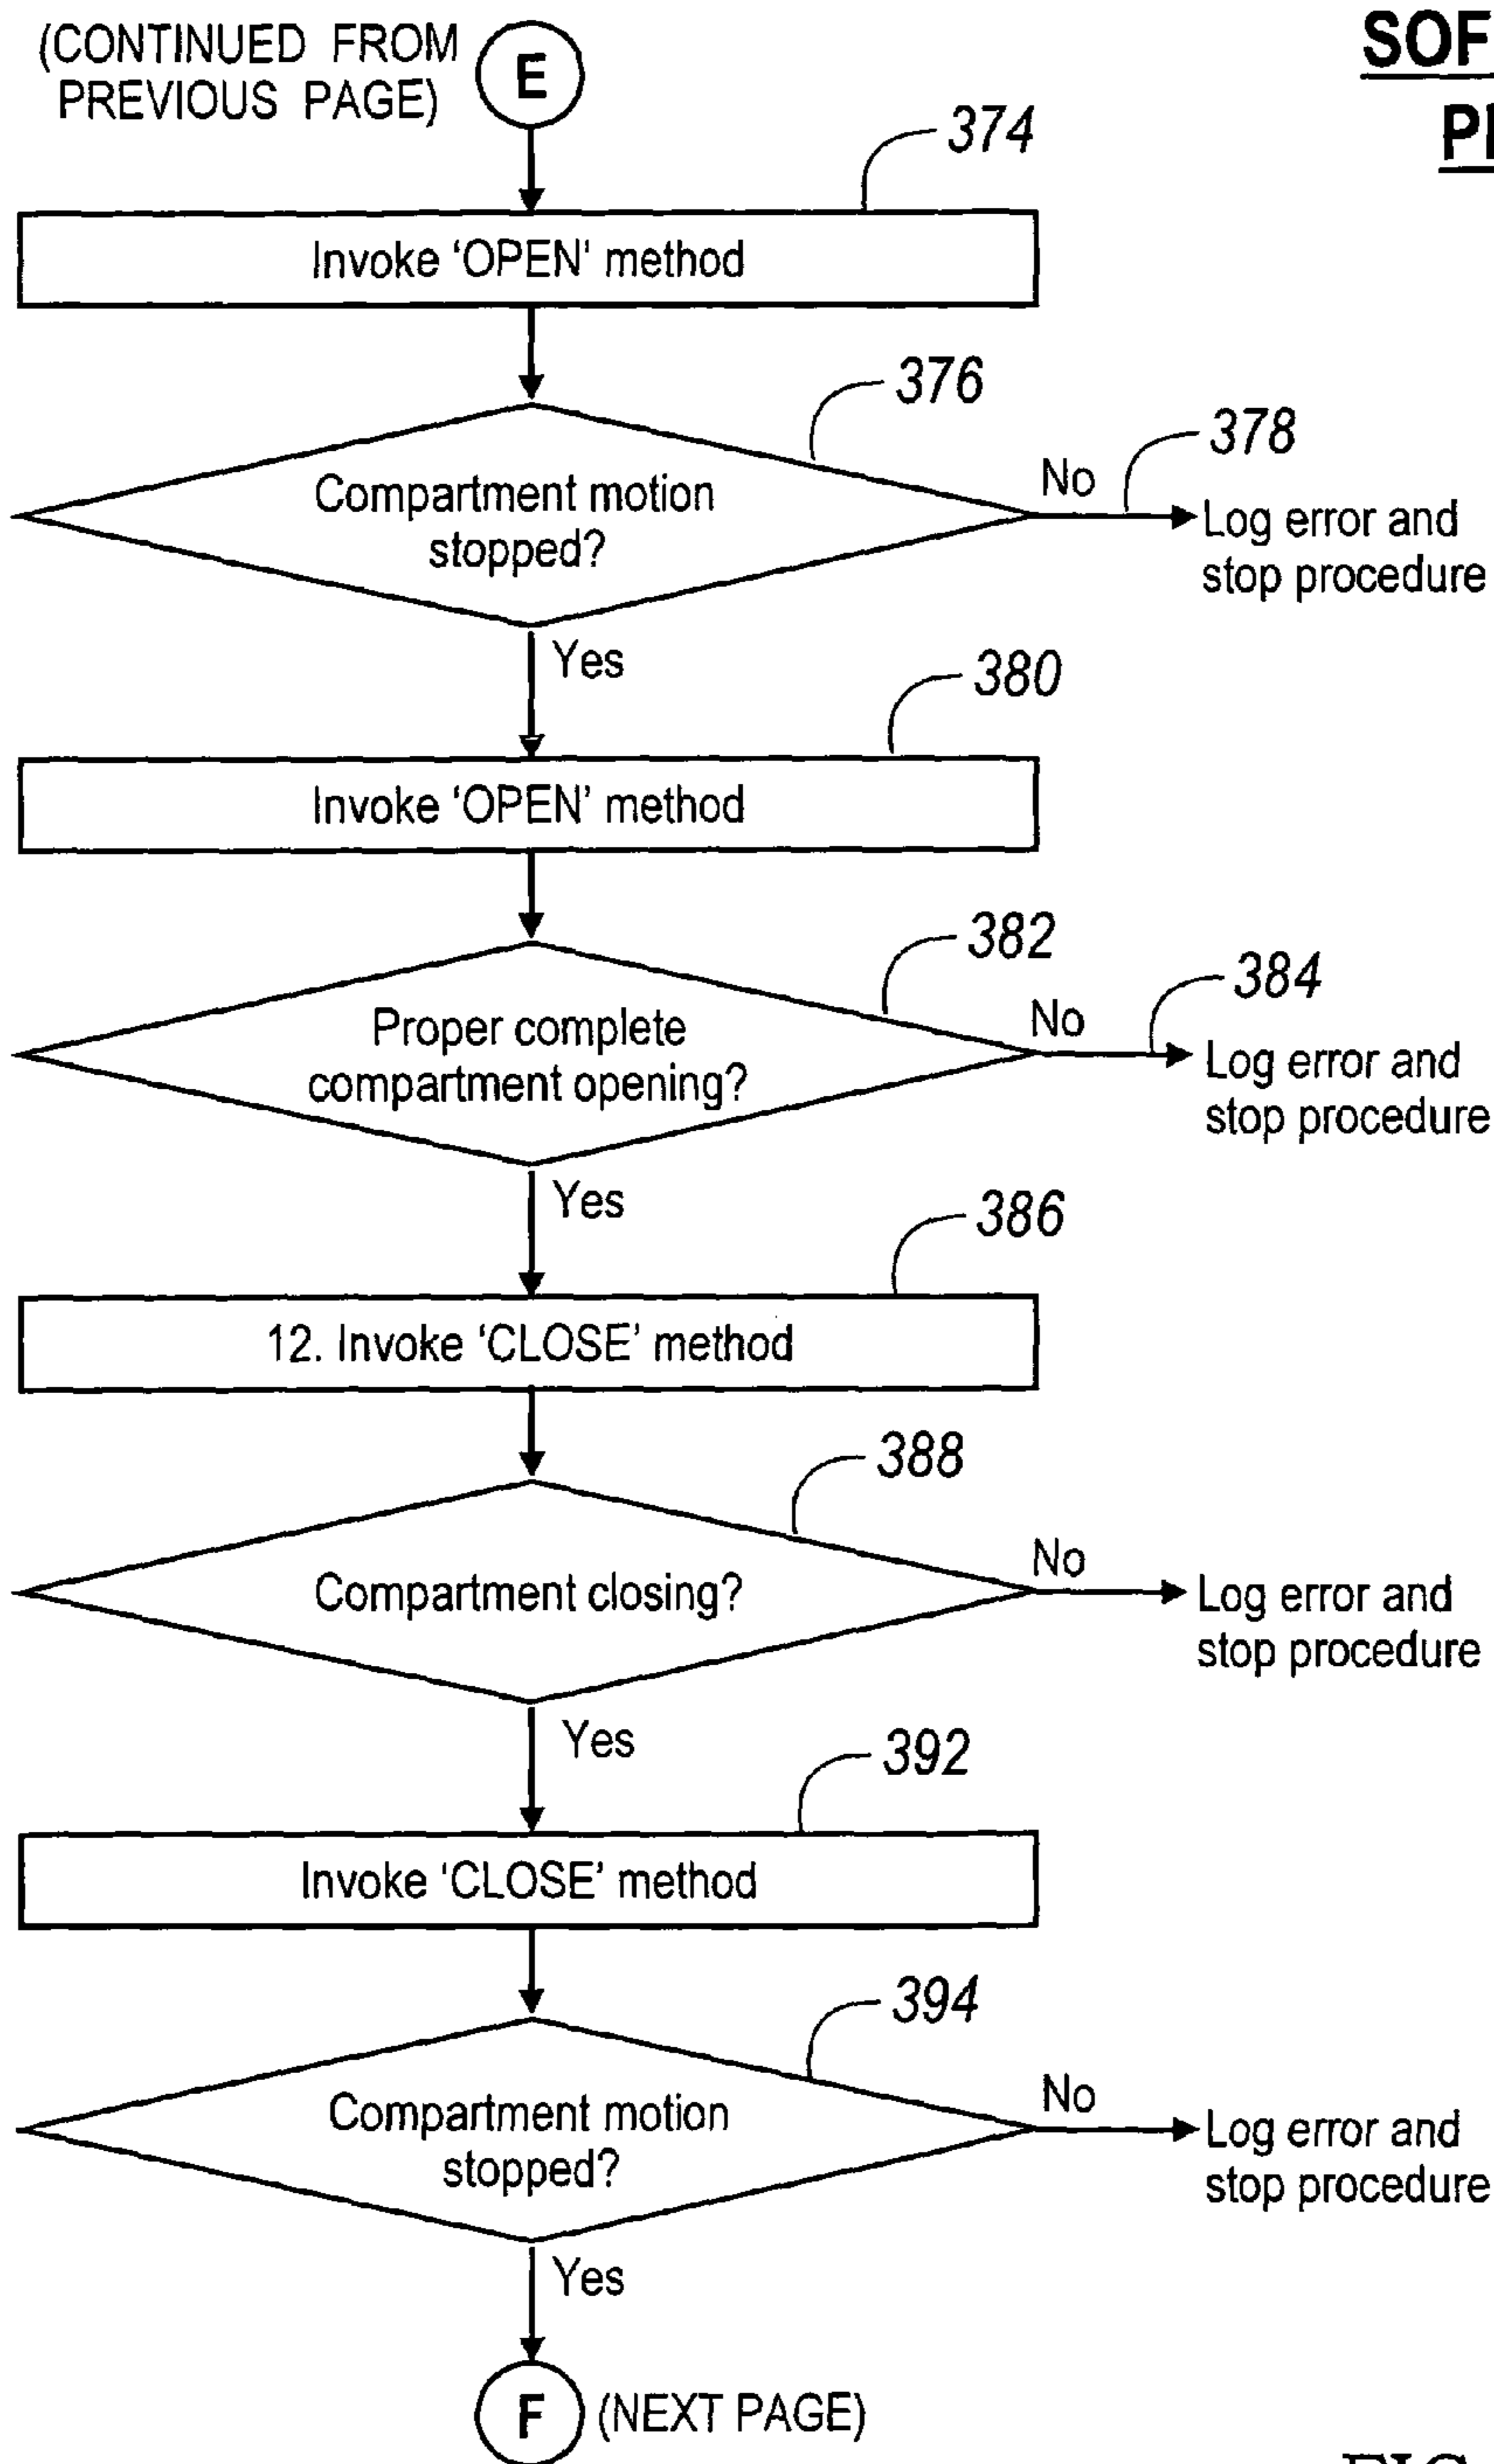 (CONTINUED FROM
PREVIOUS PAGE)
E
374
Invoke ‘OPEN’ method
376
Compartment motion
stopped?
No
378
Log error and
stop procedure
Yes
380
Invoke ‘OPEN’ method
382
Proper complete
compartment opening?
No
384
Log error and
stop procedure
Yes
386
12. Invoke ‘CLOSE’ method
388
Compartment closing?
No
Log error and
stop procedure
Yes
392
Invoke ‘CLOSE’ method
394
Compartment motion
stopped?
No
Log error and
stop procedure
Yes
F
(NEXT PAGE)